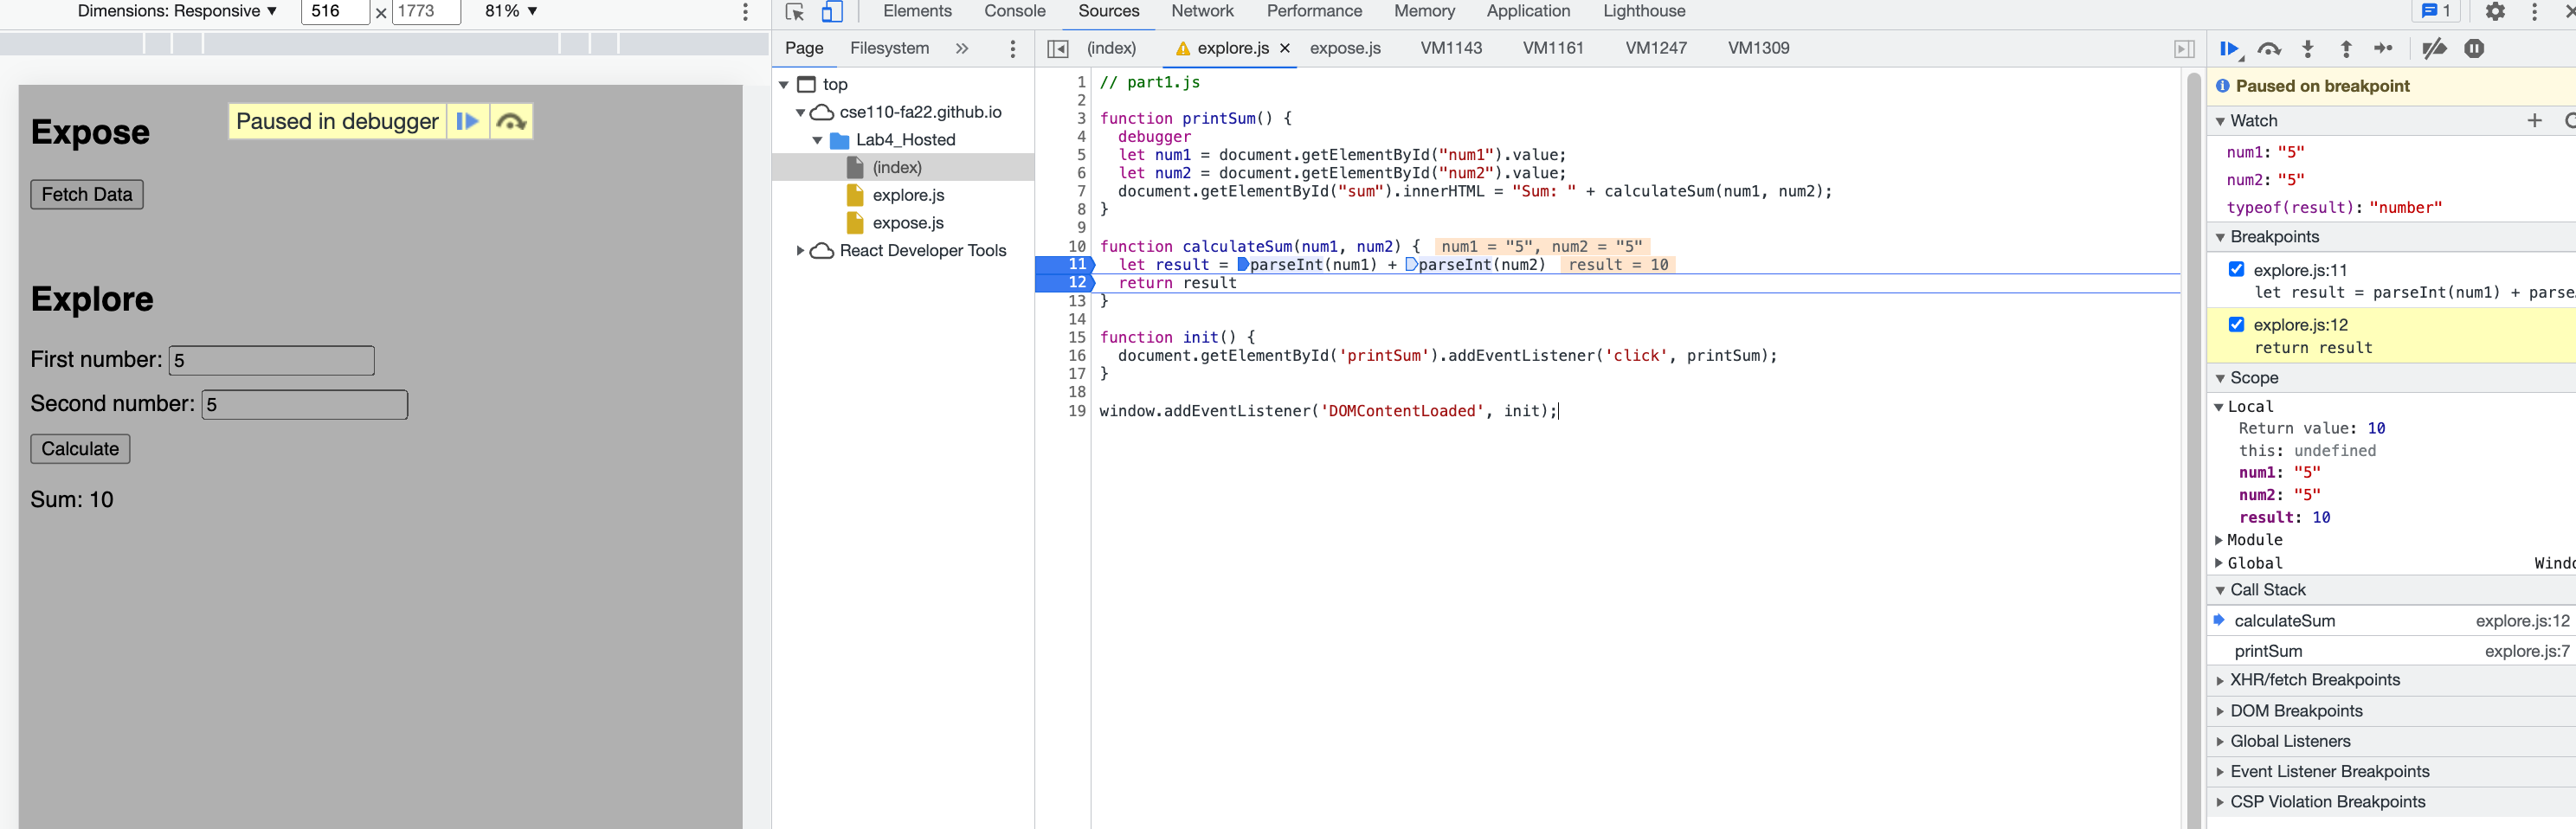 Dimensions: Responsive ▼ 516 × 1773 81% ▼
Elements Console Sources Network Performance Memory Application Lighthouse 1
Page Filesystem »
(index) explore.js × expose.js VM1143 VM1161 VM1247 VM1309
Expose
Paused in debugger
Fetch Data
Explore
First number: 5
Second number: 5
Calculate
Sum: 10
top
cse110-fa22.github.io
Lab4_Hosted
(index)
explore.js
expose.js
React Developer Tools
1 // part1.js
2
3 function printSum() {
4 debugger
5 let num1 = document.getElementById("num1").value;
6 let num2 = document.getElementById("num2").value;
7 document.getElementById("sum").innerHTML = "Sum: " + calculateSum(num1, num2);
8 }
9
10 function calculateSum(num1, num2) { num1 = "5", num2 = "5"
11 let result = parseInt(num1) + parseInt(num2) result = 10
12 return result
13 }
14
15 function init() {
16 document.getElementById('printSum').addEventListener('click', printSum);
17 }
18
19 window.addEventListener('DOMContentLoaded', init);
Paused on breakpoint
Watch
num1: "5"
num2: "5"
typeof(result): "number"
Breakpoints
explore.js:11
let result = parseInt(num1) + parse
explore.js:12
return result
Scope
Local
Return value: 10
this: undefined
num1: "5"
num2: "5"
result: 10
Module
Global
Call Stack
calculateSum explore.js:12
printSum explore.js:7
XHR/fetch Breakpoints
DOM Breakpoints
Global Listeners
Event Listener Breakpoints
CSP Violation Breakpoints